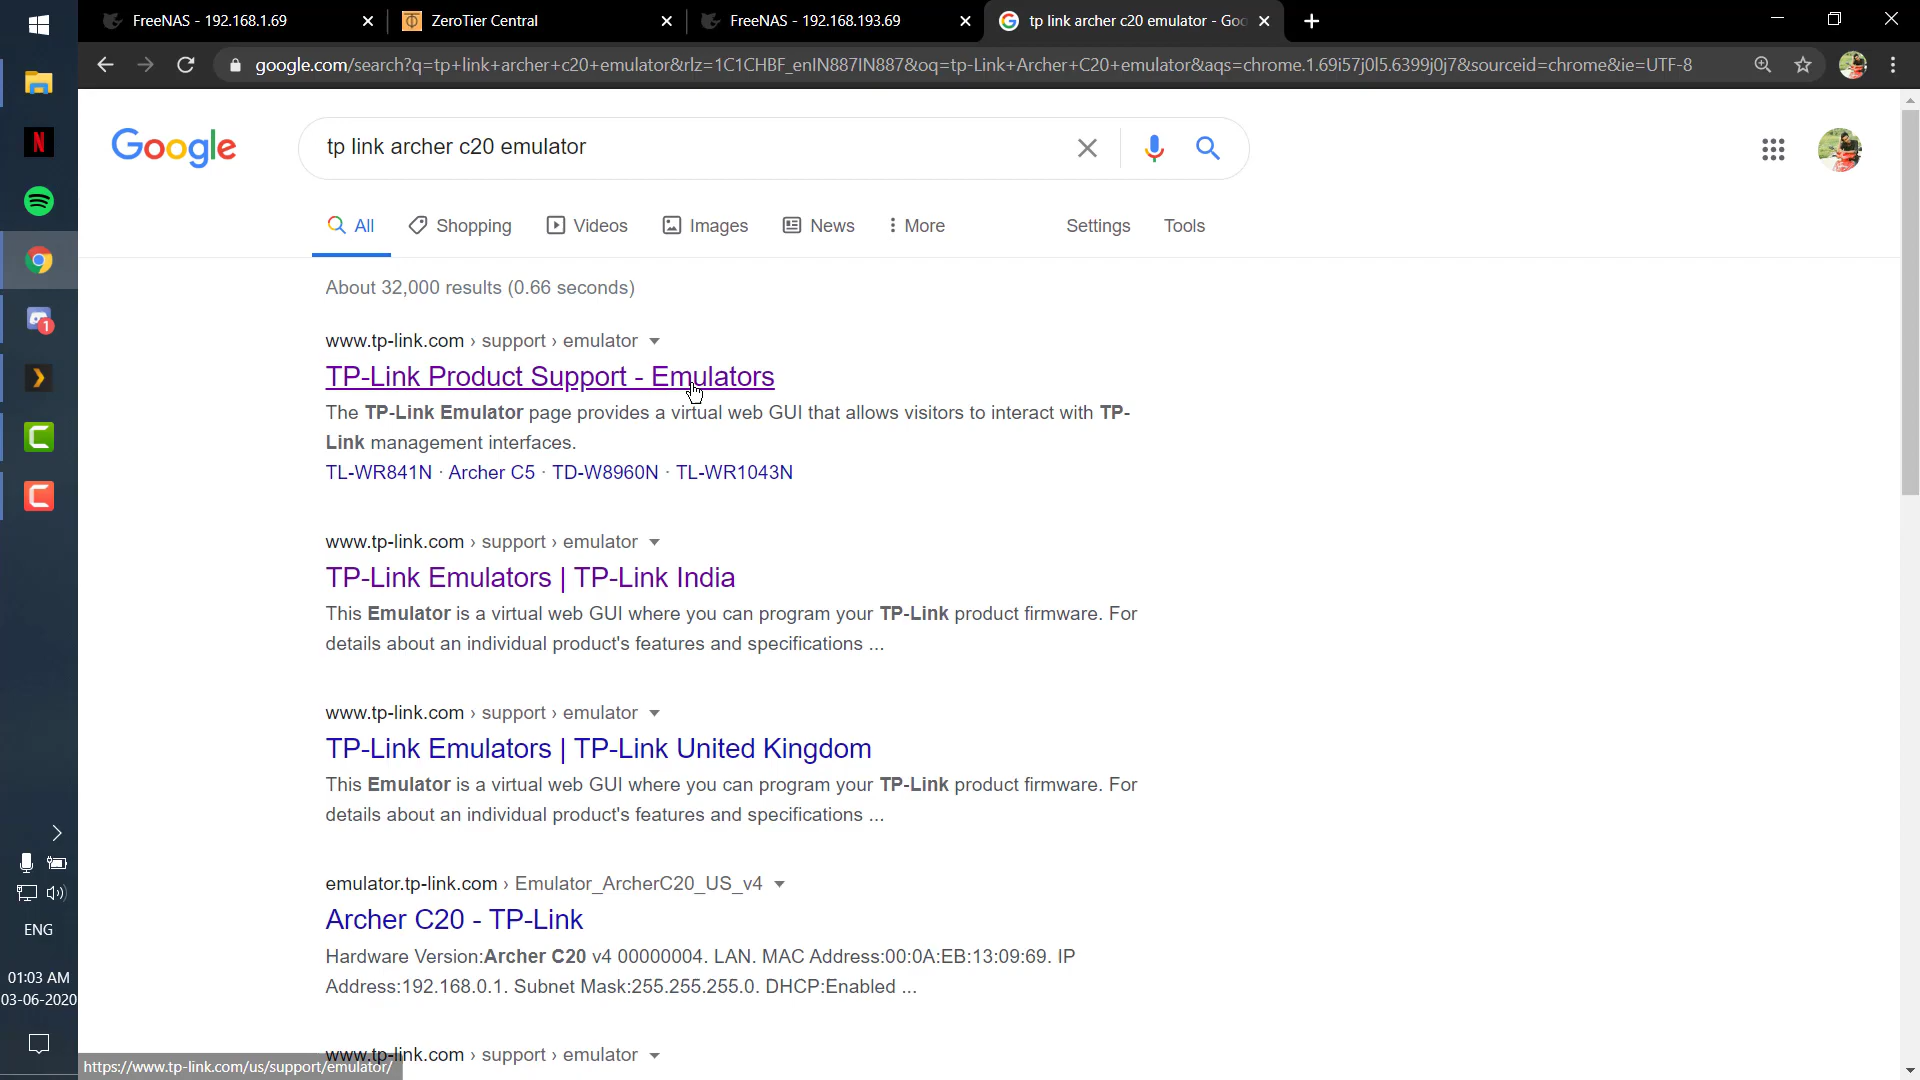 FreeNAS - 192.168.1.69
ZeroTier Central
FreeNAS - 192.168.193.69
tp link archer c20 emulator - Goo
google.com/search?q=tp+link+archer+c20+emulator&rlz=1C1CHBF_enIN887IN887&oq=tp-Link+Archer+C20+emulator&aqs=chrome.1.69i57j0l5.6399j0j7&sourceid=chrome&ie=UTF-8
Google
tp link archer c20 emulator
All
Shopping
Videos
Images
News
More
Settings
Tools
About 32,000 results (0.66 seconds)
www.tp-link.com › support › emulator
TP-Link Product Support - Emulators
The TP-Link Emulator page provides a virtual web GUI that allows visitors to interact with TP-
Link management interfaces.
TL-WR841N · Archer C5 · TD-W8960N · TL-WR1043N
www.tp-link.com › support › emulator
TP-Link Emulators | TP-Link India
This Emulator is a virtual web GUI where you can program your TP-Link product firmware. For
details about an individual product's features and specifications ...
www.tp-link.com › support › emulator
TP-Link Emulators | TP-Link United Kingdom
This Emulator is a virtual web GUI where you can program your TP-Link product firmware. For
details about an individual product's features and specifications ...
emulator.tp-link.com › Emulator_ArcherC20_US_v4
Archer C20 - TP-Link
Hardware Version:Archer C20 v4 00000004. LAN. MAC Address:00:0A:EB:13:09:69. IP
Address:192.168.0.1. Subnet Mask:255.255.255.0. DHCP:Enabled ...
www.tp-link.com › support › emulator
https://www.tp-link.com/us/support/emulator/
N
1
ENG
01:03 AM
03-06-2020